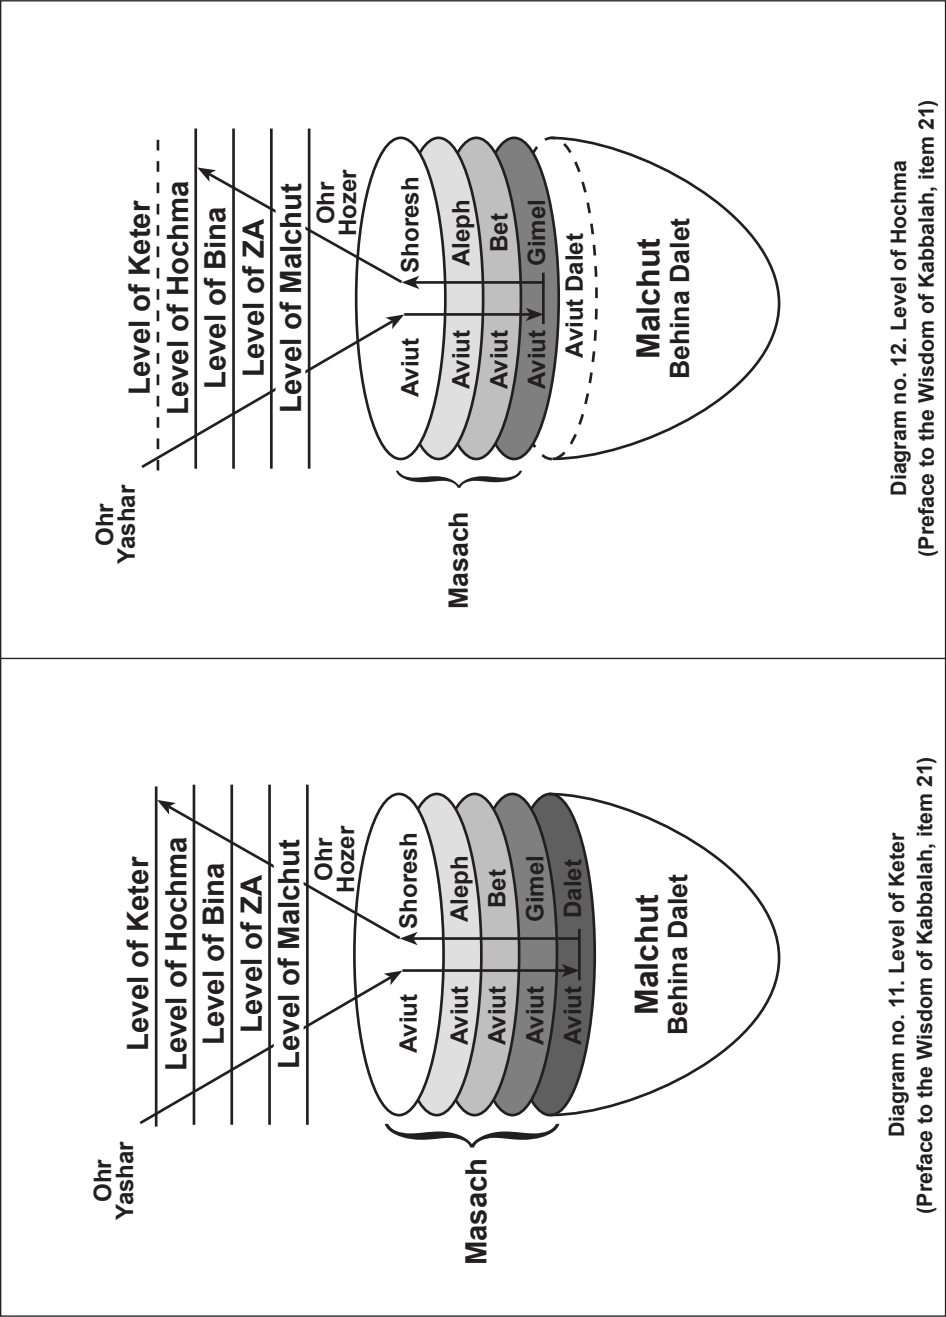 Ohr
Yashar
Level of Keter
Level of Hochma
Level of Bina
Level of ZA
Level of Malchut
Ohr
Hozer
Masach
Aviut Shoresh
Aviut Aleph
Aviut Bet
Aviut Gimel
Aviut Dalet
Malchut
Behina Dalet
Diagram no. 11. Level of Keter
(Preface to the Wisdom of Kabbalah, item 21)
Ohr
Yashar
Level of Keter
Level of Hochma
Level of Bina
Level of ZA
Level of Malchut
Ohr
Hozer
Masach
Aviut Shoresh
Aviut Aleph
Aviut Bet
Aviut Gimel
Aviut Dalet
Malchut
Behina Dalet
Diagram no. 12. Level of Hochma
(Preface to the Wisdom of Kabbalah, item 21)